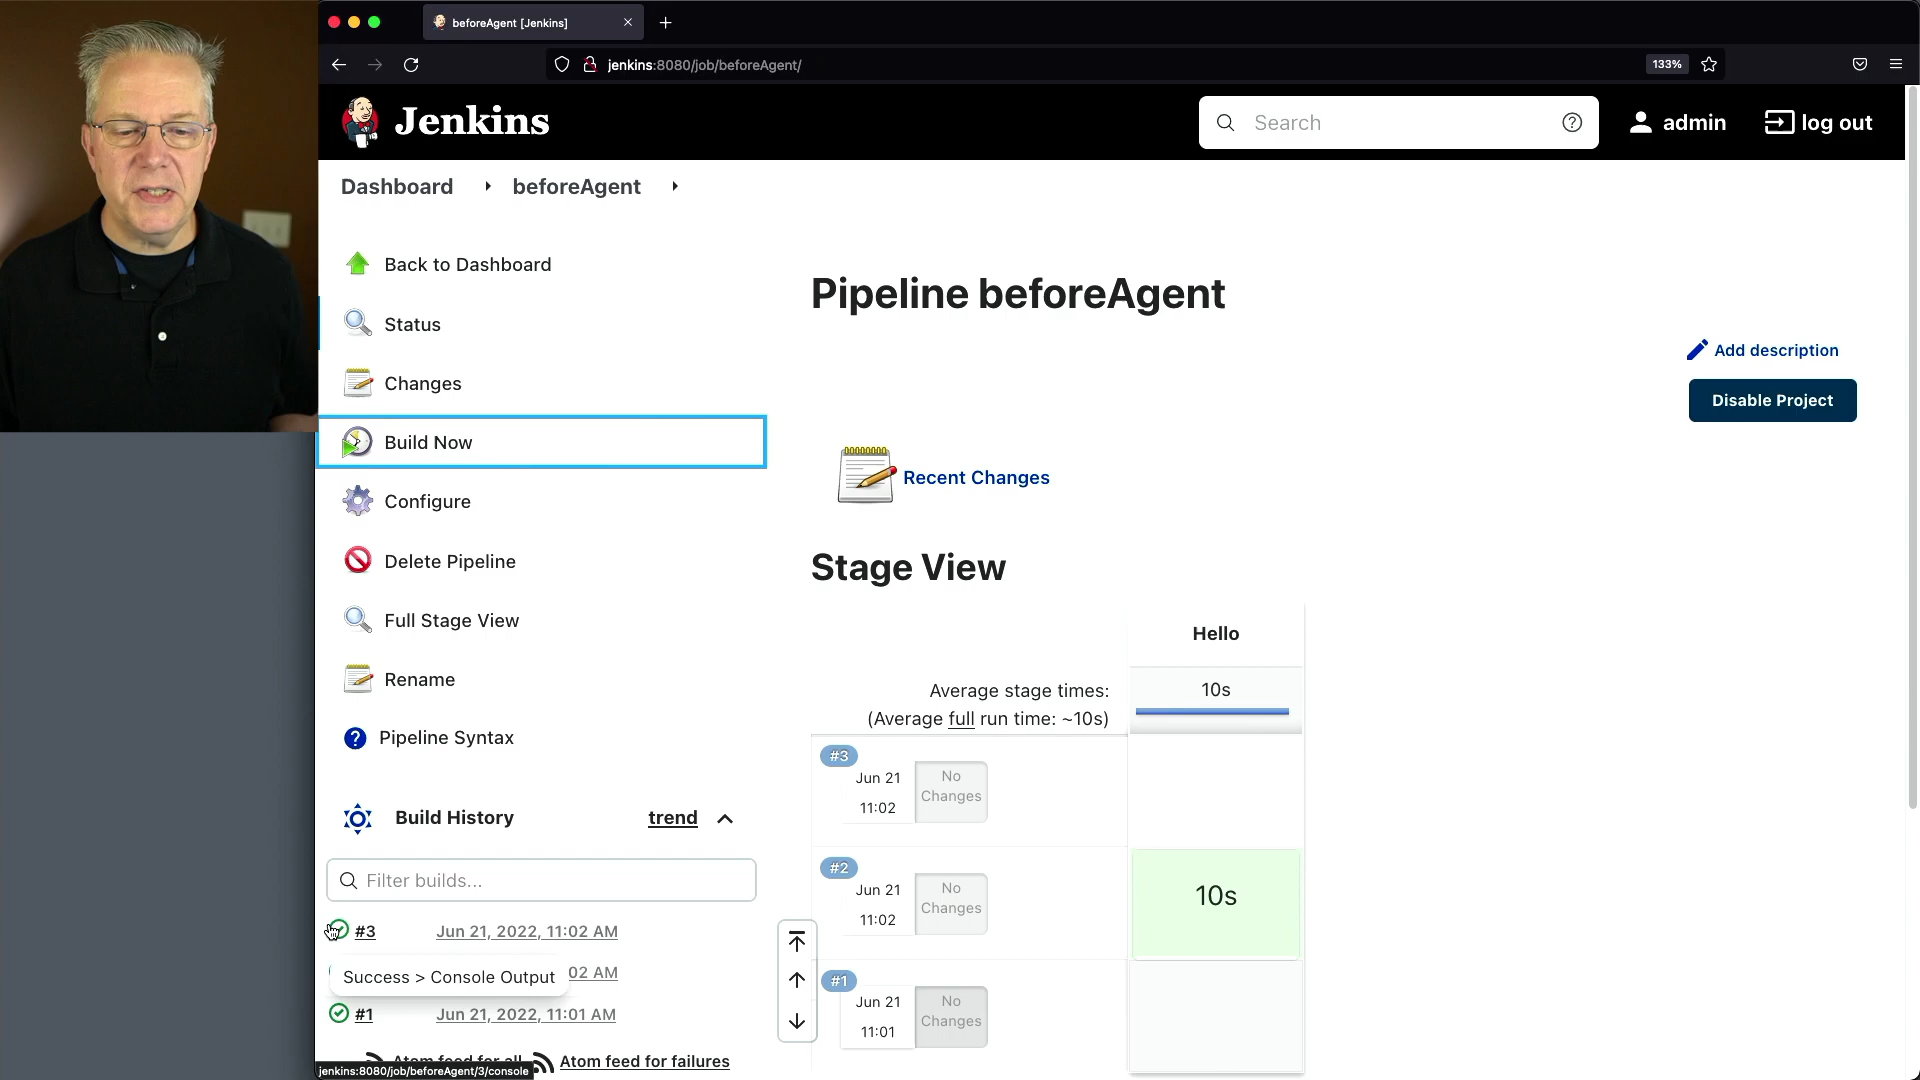 beforeAgent [Jenkins]
jenkins:8080/job/beforeAgent/
133%
Jenkins
Search
admin
log out
Dashboard
beforeAgent
Back to Dashboard
Status
Changes
Build Now
Configure
Delete Pipeline
Full Stage View
Rename
Pipeline Syntax
Build History
trend
Filter builds...
#3
Jun 21, 2022, 11:02 AM
Success > Console Output
02 AM
#1
Jun 21, 2022, 11:01 AM
Atom feed for all
Atom feed for failures
jenkins:8080/job/beforeAgent/3/console
Pipeline beforeAgent
Add description
Disable Project
Recent Changes
Stage View
Hello
Average stage times:
(Average full run time: ~10s)
10s
#3
Jun 21
11:02
No
Changes
#2
Jun 21
11:02
No
Changes
10s
#1
Jun 21
11:01
No
Changes